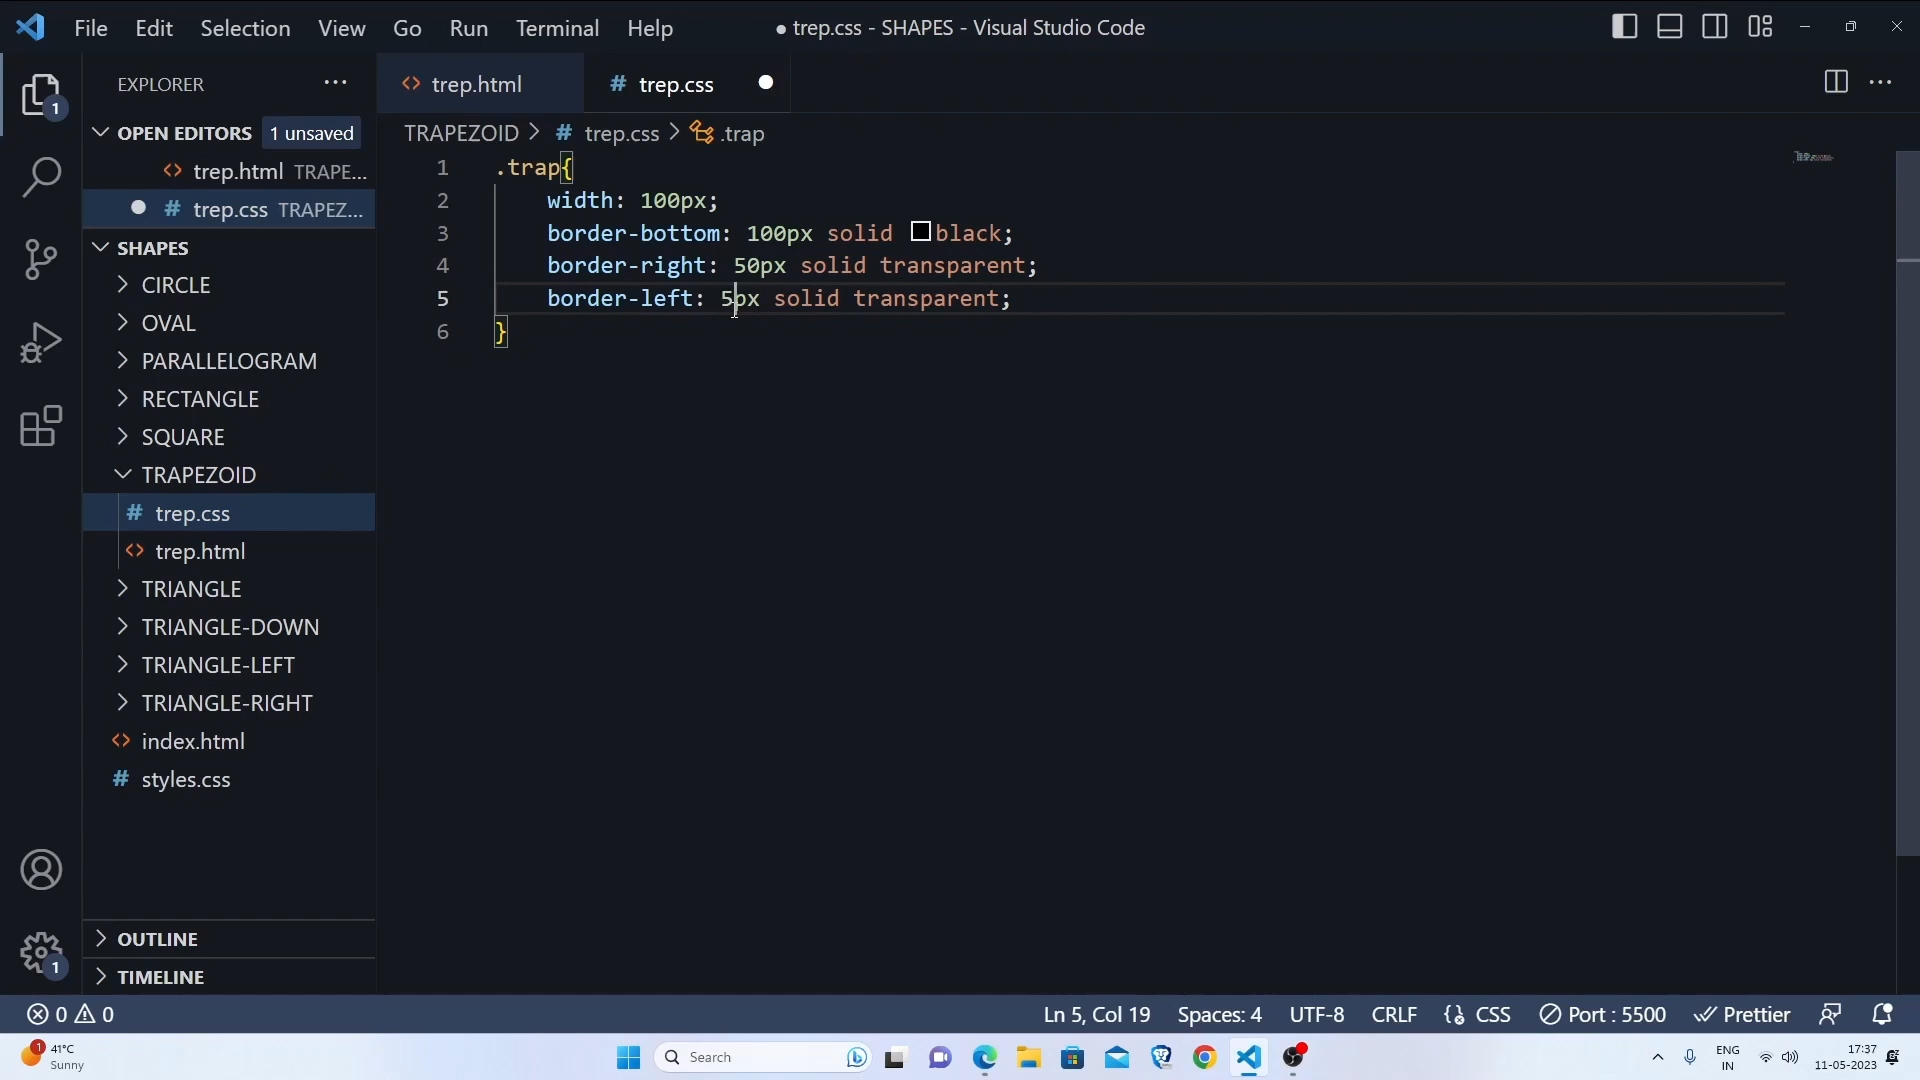 File Edit Selection View Go Run Terminal Help
● trep.css - SHAPES - Visual Studio Code
1
EXPLORER
OPEN EDITORS 1 unsaved
trep.html TRAPE...
trep.css TRAPEZ...
SHAPES
CIRCLE
OVAL
PARALLELOGRAM
RECTANGLE
SQUARE
TRAPEZOID
trep.css
trep.html
TRIANGLE
TRIANGLE-DOWN
TRIANGLE-LEFT
TRIANGLE-RIGHT
index.html
styles.css
OUTLINE
TIMELINE
1
trep.html
# trep.css
TRAPEZOID > # trep.css > .trap
1 .trap{
2 width: 100px;
3 border-bottom: 100px solid black;
4 border-right: 50px solid transparent;
5 border-left: 5px solid transparent;
6 }
0 0
Ln 5, Col 19 Spaces: 4 UTF-8 CRLF {} CSS Port : 5500 Prettier
1
41°C
Sunny
Search
ENG
IN
17:37
11-05-2023